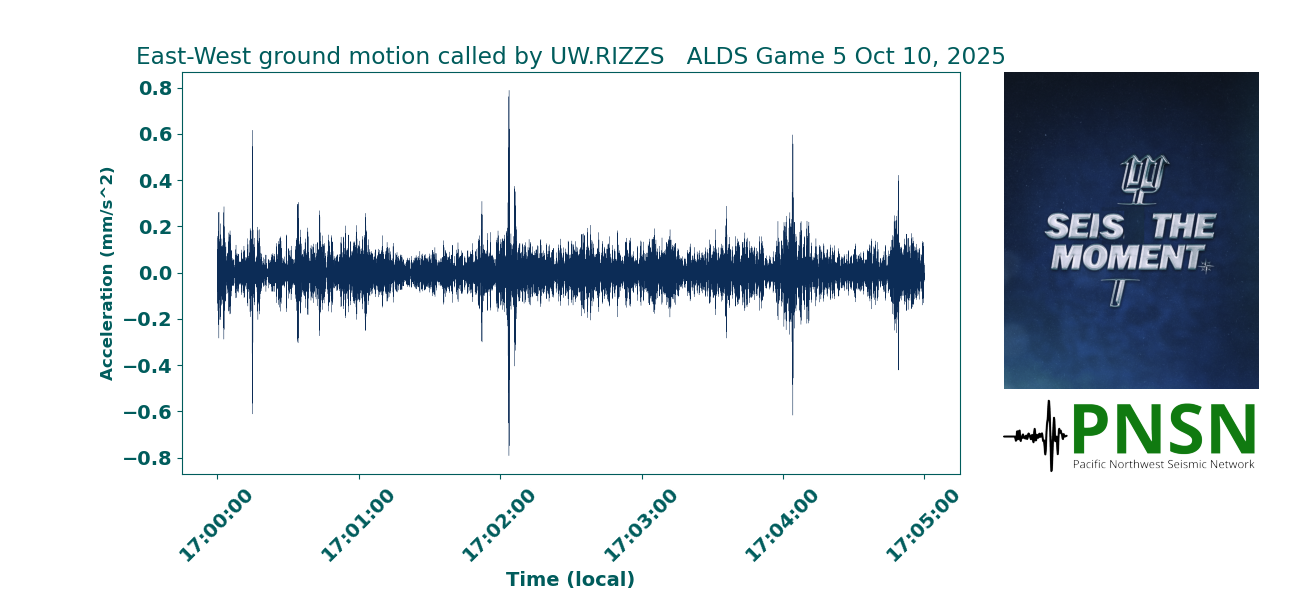 East-West ground motion called by UW.RIZZS   ALDS Game 5 Oct 10, 2025
Acceleration (mm/s^2)
0.8
0.6
0.4
0.2
0.0
−0.2
−0.4
−0.6
−0.8
17:00:00
17:01:00
17:02:00
17:03:00
17:04:00
17:05:00
Time (local)
SEIS THE
MOMENT
PNSN
Pacific Northwest Seismic Network